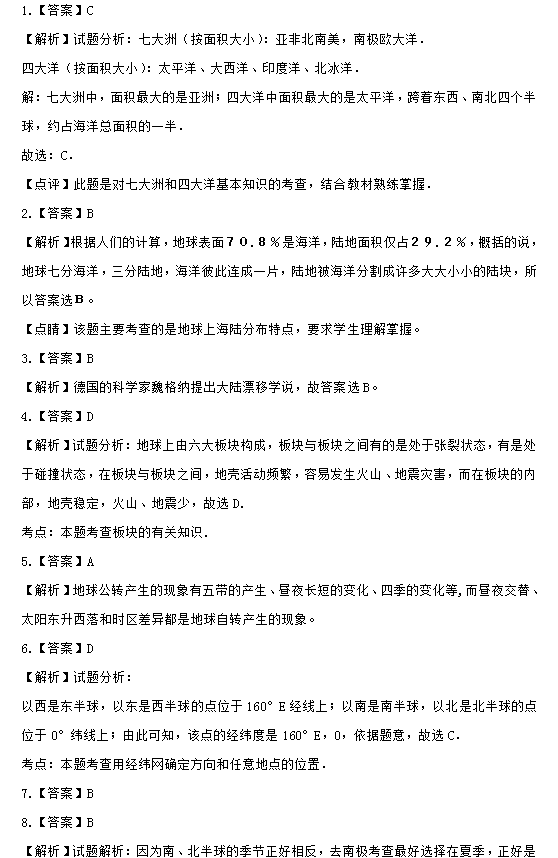 1.【答案】C
【解析】试题分析：七大洲（按面积大小）：亚非北南美，南极欧大洋．
四大洋（按面积大小）：太平洋、大西洋、印度洋、北冰洋．
解：七大洲中，面积最大的是亚洲；四大洋中面积最大的是太平洋，跨着东西、南北四个半
球，约占海洋总面积的一半．
故选：C．
【点评】此题是对七大洲和四大洋基本知识的考查，结合教材熟练掌握．
2.【答案】B
【解析】根据人们的计算，地球表面７０．８％是海洋，陆地面积仅占２９．２％，概括的说，
地球七分海洋，三分陆地，海洋彼此连成一片，陆地被海洋分割成许多大大小小的陆块，所
以答案选Ｂ。
【点睛】该题主要考查的是地球上海陆分布特点，要求学生理解掌握。
3.【答案】B
【解析】德国的科学家魏格纳提出大陆漂移学说，故答案选B。
4.【答案】D
【解析】试题分析：地球上由六大板块构成，板块与板块之间有的是处于张裂状态，有是处
于碰撞状态，在板块与板块之间，地壳活动频繁，容易发生火山、地震灾害，而在板块的内
部，地壳稳定，火山、地震少，故选D.
考点：本题考查板块的有关知识．
5.【答案】A
【解析】地球公转产生的现象有五带的产生、昼夜长短的变化、四季的变化等,而昼夜交替、
太阳东升西落和时区差异都是地球自转产生的现象。
6.【答案】D
【解析】试题分析：
以西是东半球，以东是西半球的点位于160°E经线上；以南是南半球，以北是北半球的点
位于0°纬线上；由此可知，该点的经纬度是160°E，0，依据题意，故选C．
考点：本题考查用经纬网确定方向和任意地点的位置．
7.【答案】B
8.【答案】B
【解析】试题解析：因为南、北半球的季节正好相反，去南极考查最好选择在夏季，正好是